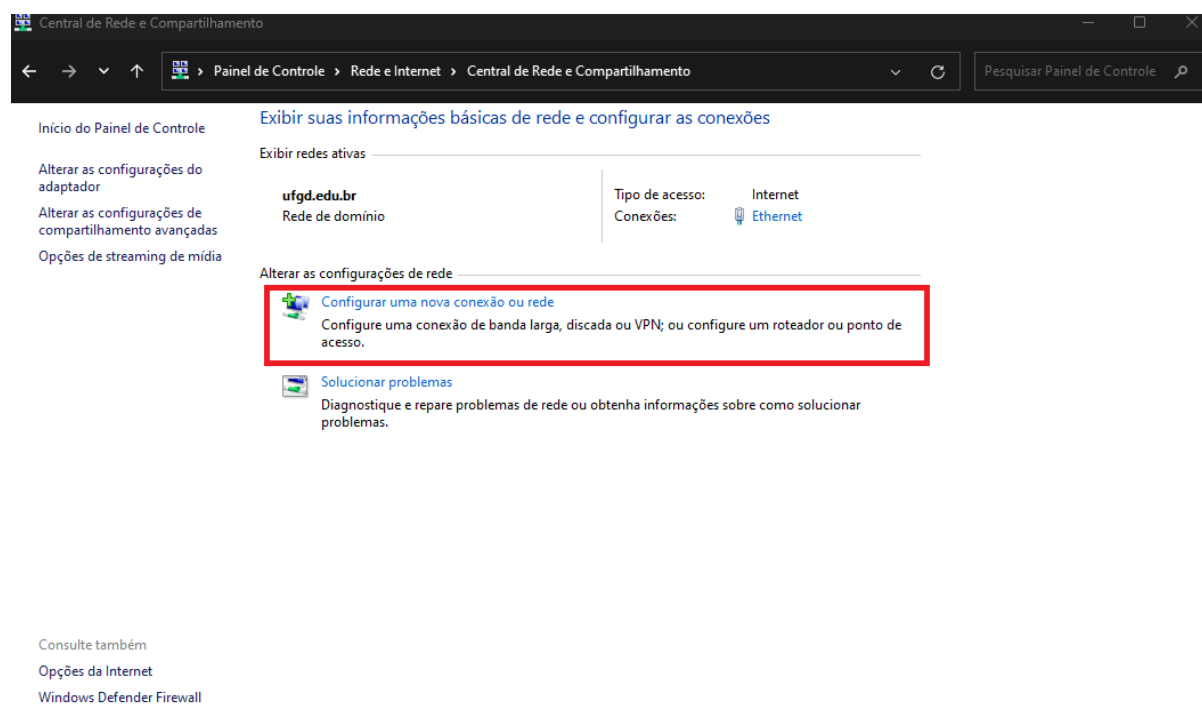 Central de Rede e Compartilhamento
Painel de Controle › Rede e Internet › Central de Rede e Compartilhamento
Pesquisar Painel de Controle
Início do Painel de Controle
Alterar as configurações do
adaptador
Alterar as configurações de
compartilhamento avançadas
Opções de streaming de mídia
Exibir suas informações básicas de rede e configurar as conexões
Exibir redes ativas
ufgd.edu.br
Rede de domínio
Tipo de acesso: Internet
Conexões: Ethernet
Alterar as configurações de rede
Configurar uma nova conexão ou rede
Configure uma conexão de banda larga, discada ou VPN; ou configure um roteador ou ponto de
acesso.
Solucionar problemas
Diagnostique e repare problemas de rede ou obtenha informações sobre como solucionar
problemas.
Consulte também
Opções da Internet
Windows Defender Firewall